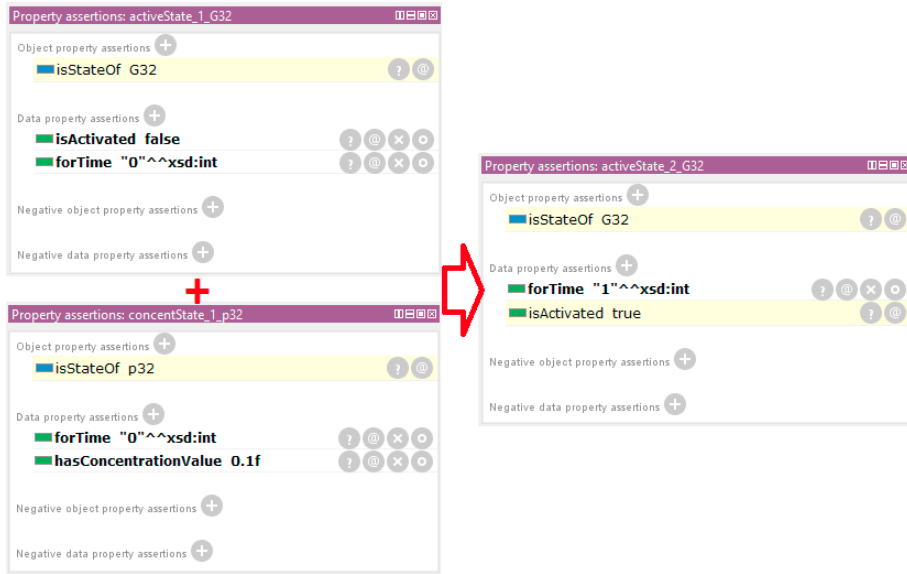 Property assertions: activeState_1_G32
Object property assertions
isStateOf G32
Data property assertions
isActivated false
forTime "0"^^xsd:int
Negative object property assertions
Negative data property assertions
+
Property assertions: concentState_1_p32
Object property assertions
isStateOf p32
Data property assertions
forTime "0"^^xsd:int
hasConcentrationValue 0.1f
Negative object property assertions
Negative data property assertions
Property assertions: activeState_2_G32
Object property assertions
isStateOf G32
Data property assertions
forTime "1"^^xsd:int
isActivated true
Negative object property assertions
Negative data property assertions